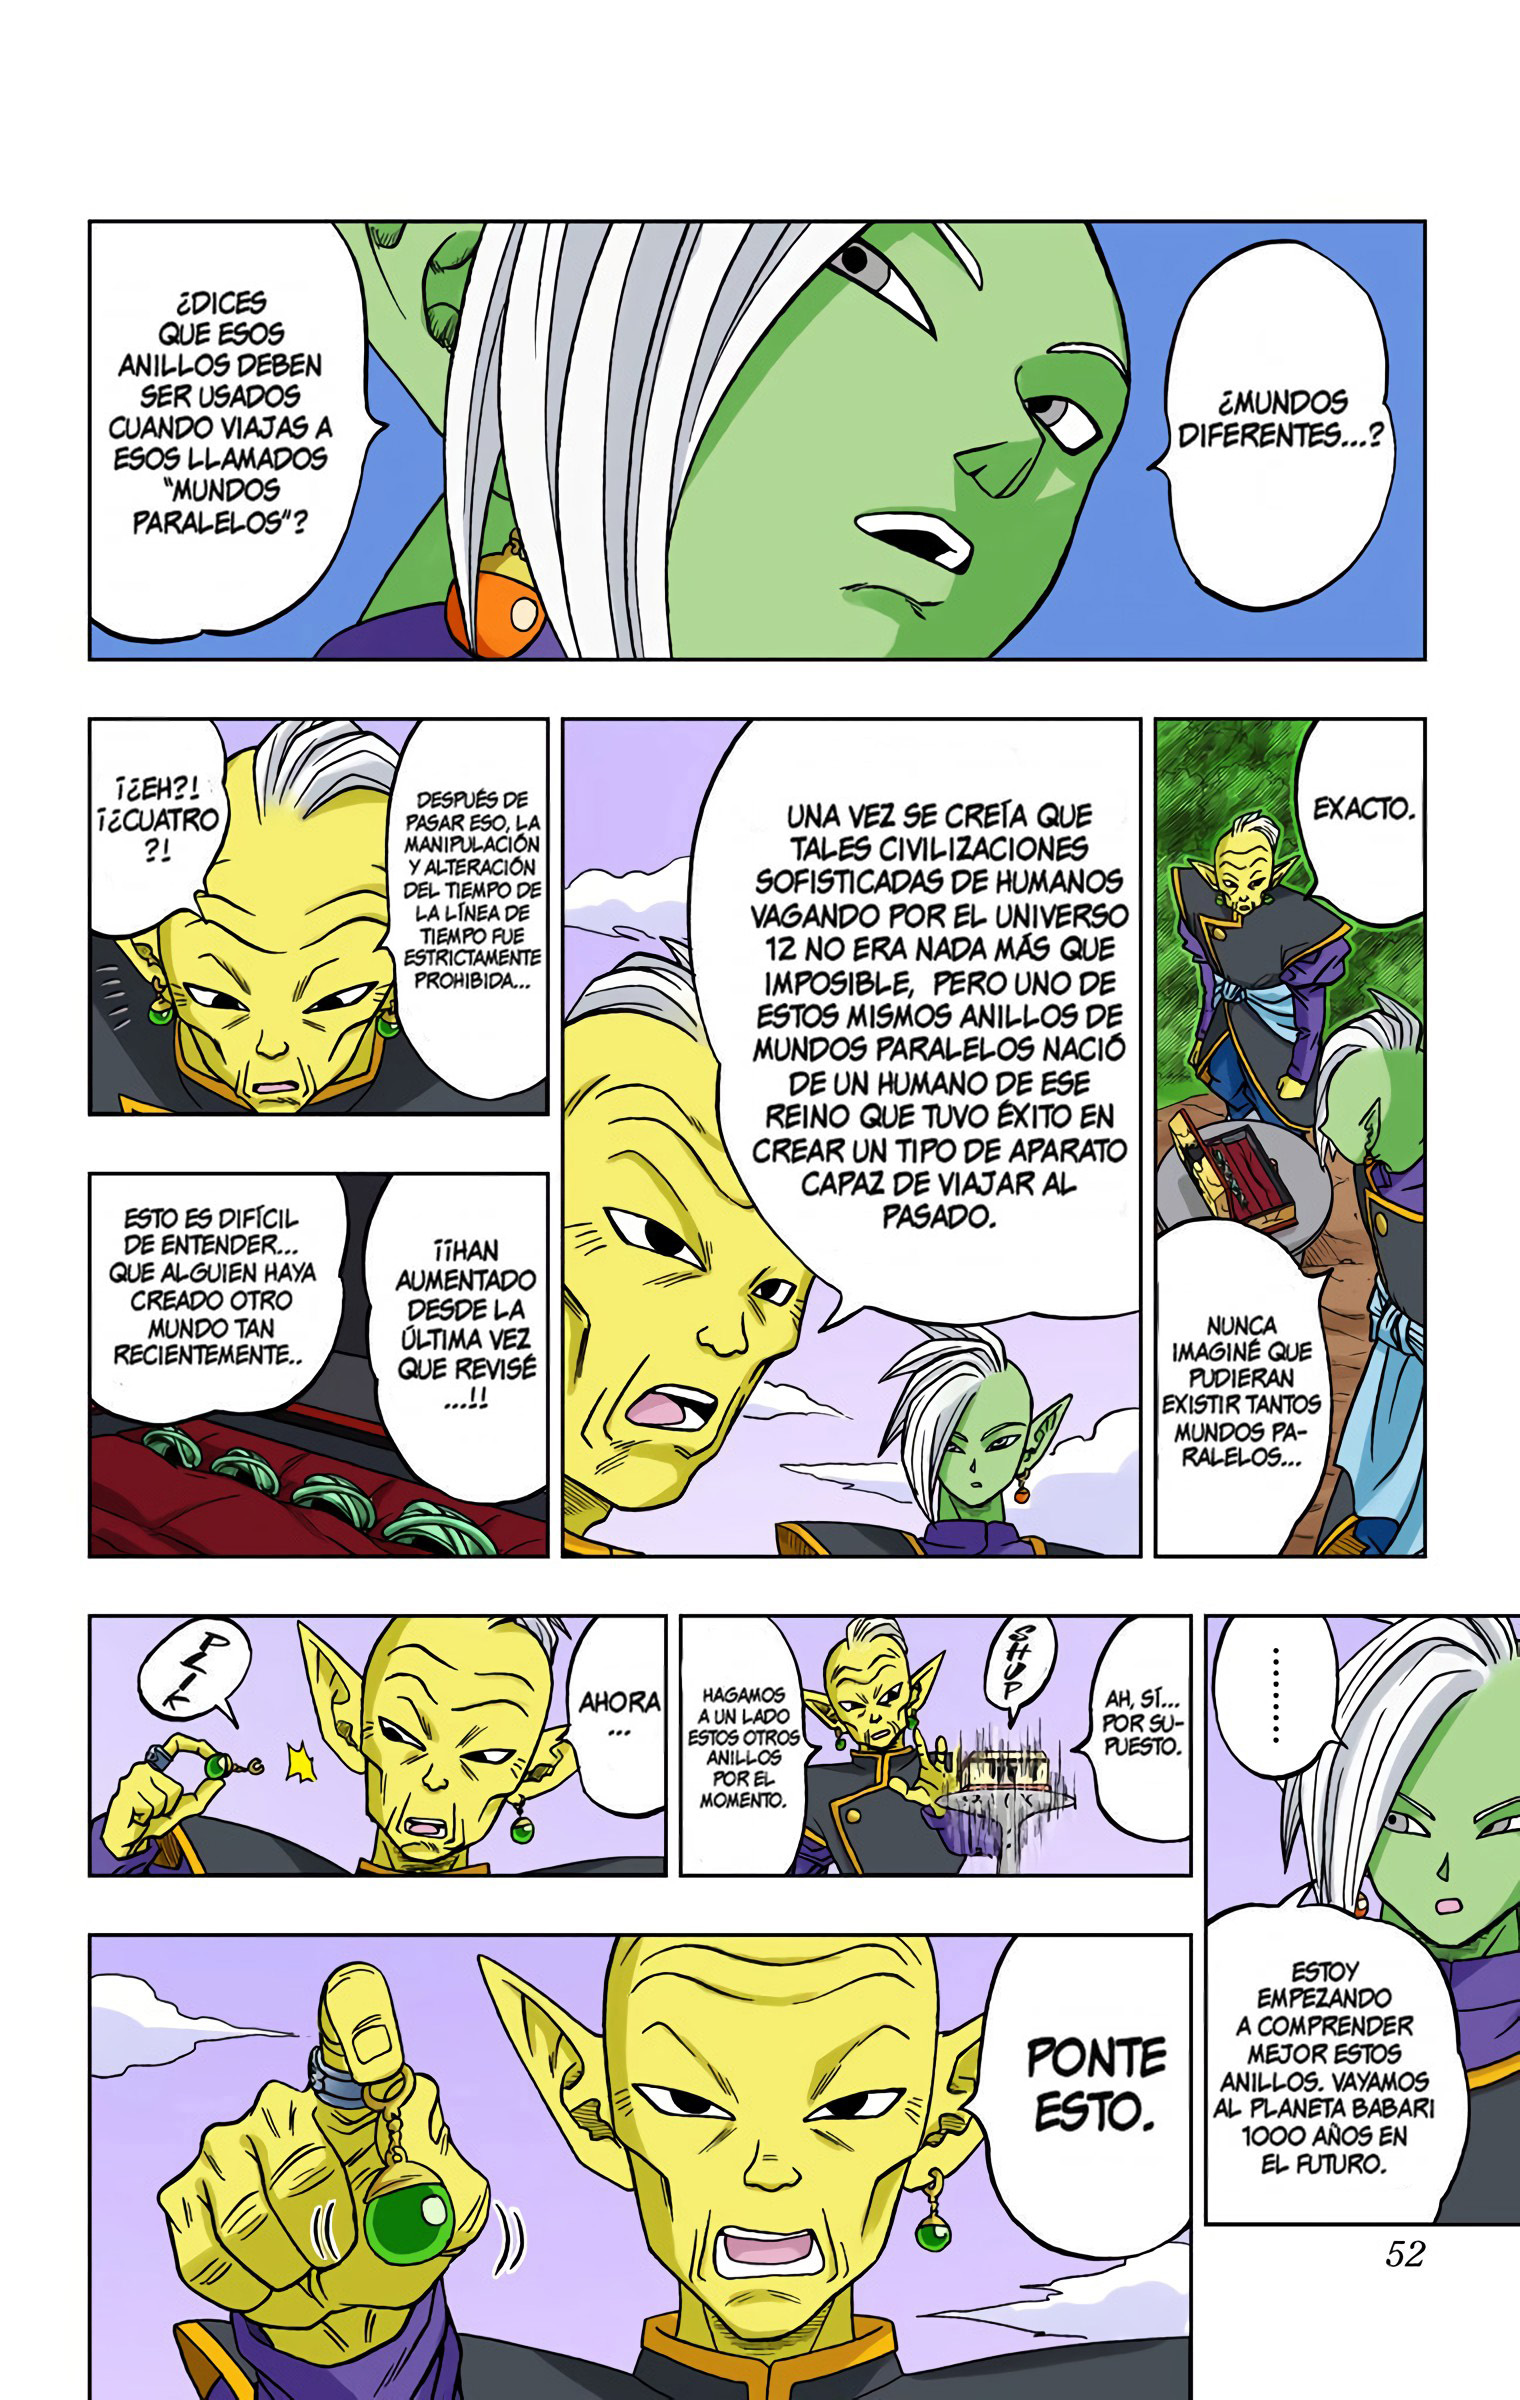 ¿MUNDOS
DIFERENTES...?
¿DICES
QUE ESOS
ANILLOS DEBEN
SER USADOS
CUANDO VIAJAS A
ESOS LLAMADOS
"MUNDOS
PARALELOS"?
EXACTO.
NUNCA
IMAGINÉ QUE
PUDIERAN
EXISTIR TANTOS
MUNDOS PA-
RALELOS...
UNA VEZ SE CREÍA QUE
TALES CIVILIZACIONES
SOFISTICADAS DE HUMANOS
VAGANDO POR EL UNIVERSO
12 NO ERA NADA MÁS QUE
IMPOSIBLE, PERO UNO DE
ESTOS MISMOS ANILLOS DE
MUNDOS PARALELOS NACIÓ
DE UN HUMANO DE ESE
REINO QUE TUVO ÉXITO EN
CREAR UN TIPO DE APARATO
CAPAZ DE VIAJAR AL
PASADO.
DESPUÉS DE
PASAR ESO, LA
MANIPULACIÓN
Y ALTERACIÓN
DEL TIEMPO DE
LA LÍNEA DE
TIEMPO FUE
ESTRICTAMENTE
PROHIBIDA...
¡¿EH?!
¡¿CUATRO
?!
¡¡HAN
AUMENTADO
DESDE LA
ÚLTIMA VEZ
QUE REVISÉ
...!!
ESTO ES DIFÍCIL
DE ENTENDER...
QUE ALGUIEN HAYA
CREADO OTRO
MUNDO TAN
RECIENTEMENTE..
........
ESTOY
EMPEZANDO
A COMPRENDER
MEJOR ESTOS
ANILLOS. VAYAMOS
AL PLANETA BABARI
1000 AÑOS EN
EL FUTURO.
AH, SÍ...
POR SU-
PUESTO.
SHUP
HAGAMOS
A UN LADO
ESTOS OTROS
ANILLOS
POR EL
MOMENTO.
AHORA
...
PLIK
PONTE
ESTO.
52